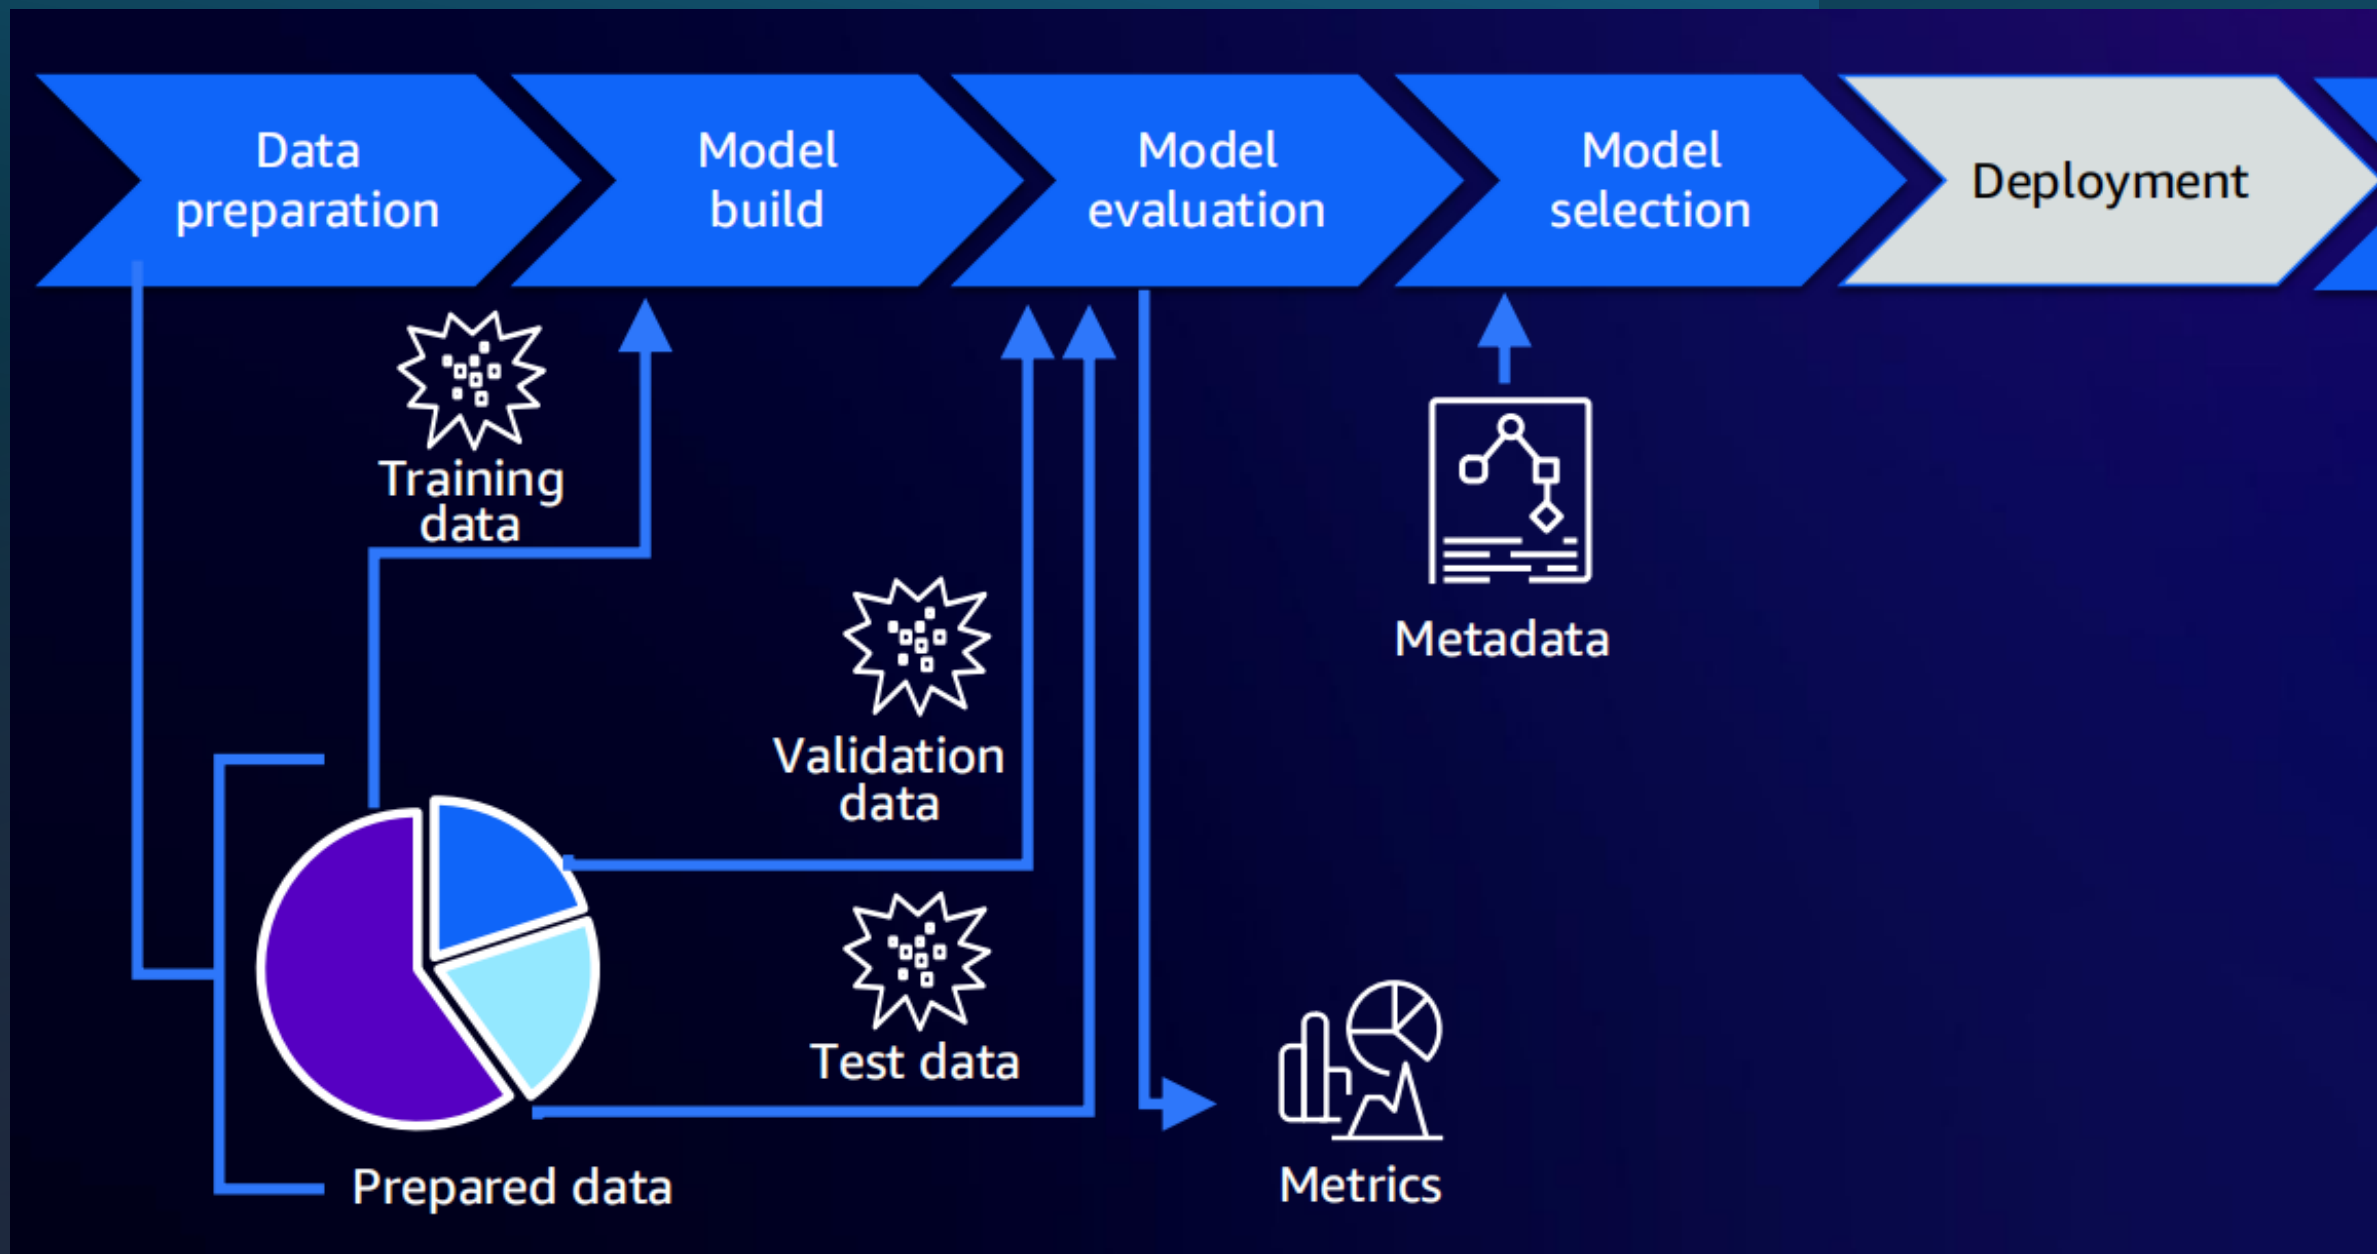 Data
preparation
Model
build
Model
evaluation
Model
selection
Deployment
Training
data
Validation
data
Metadata
Test data
Prepared data
Metrics